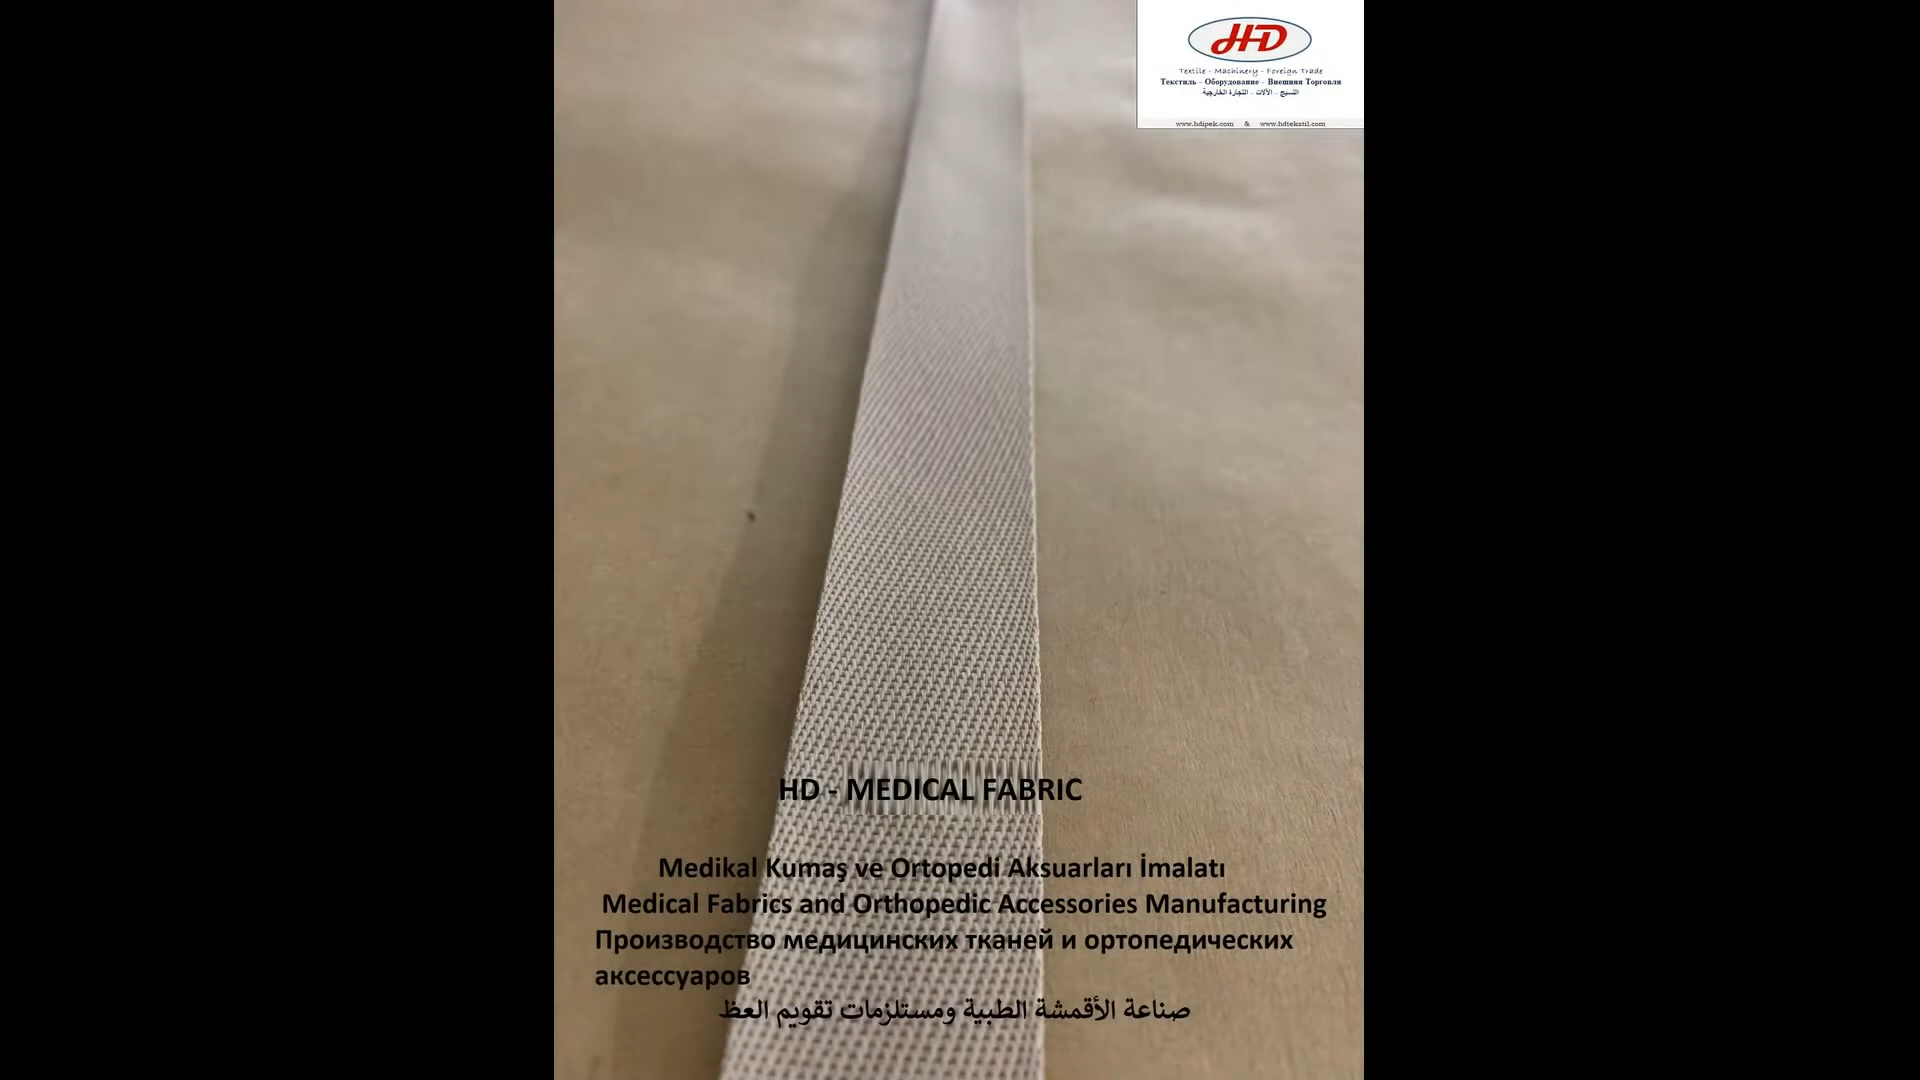 HD
Textile - Machinery - Foreign Trade
Текстиль - Оборудование - Внешняя Торговля
النسيج - الآلات - التجارة الخارجية
www.hdipek.com & www.hdtekstil.com
HD - MEDICAL FABRIC
Medikal Kumaş ve Ortopedi Aksuarları İmalatı
Medical Fabrics and Orthopedic Accessories Manufacturing
Производство медицинских тканей и ортопедических
аксессуаров
صناعة الأقمشة الطبية ومستلزمات تقويم العظ